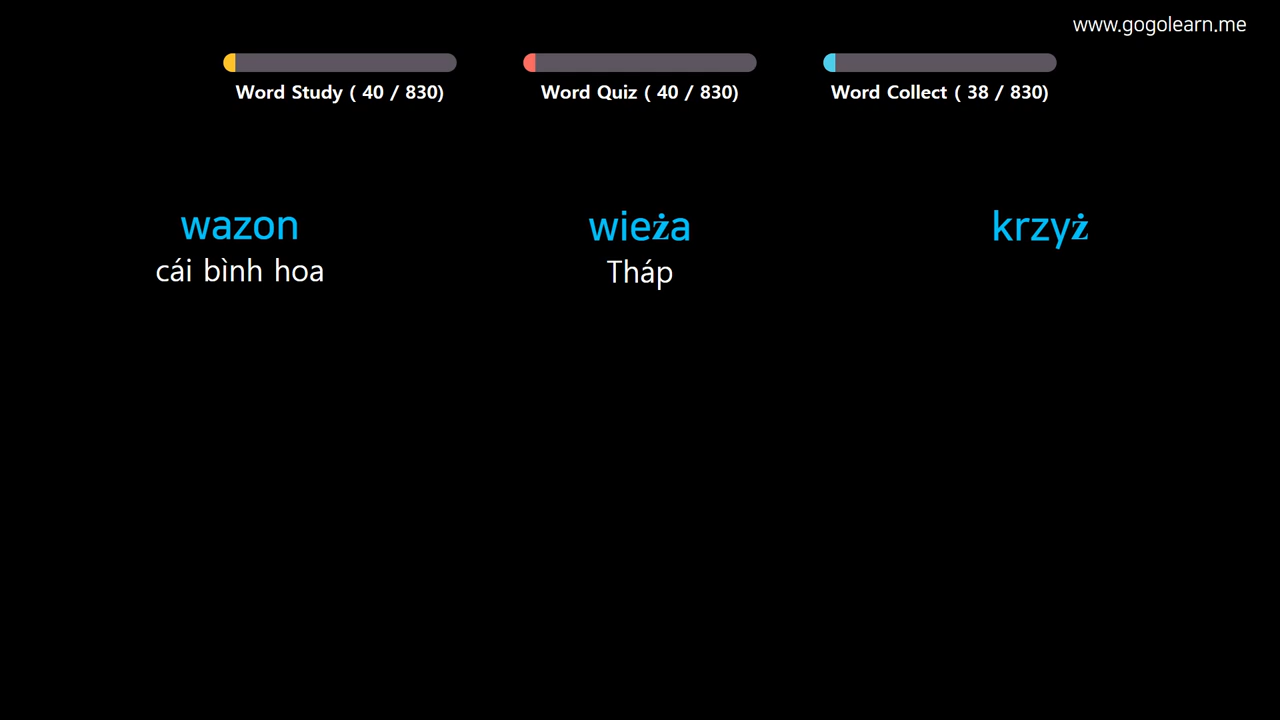 www.gogolearn.me
Word Study ( 40 / 830)
Word Quiz ( 40 / 830)
Word Collect ( 38 / 830)
wazon
cái bình hoa
wieża
Tháp
krzyż